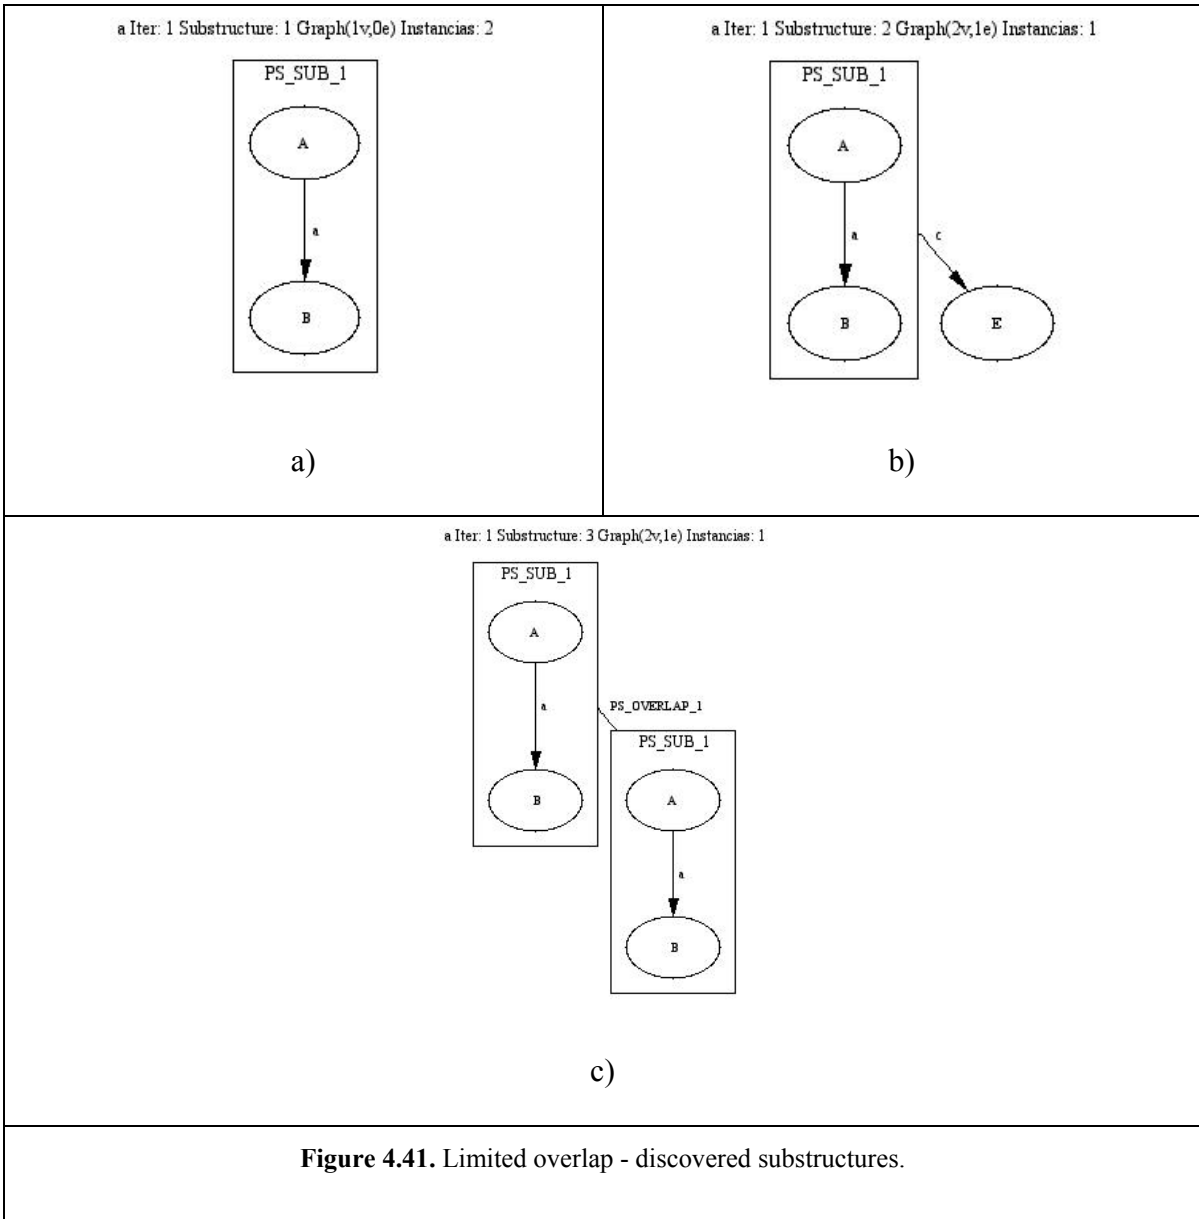 a Iter: 1 Substructure: 1 Graph(1v,0e) Instancias: 2
PS_SUB_1
A
a
B
a)
a Iter: 1 Substructure: 2 Graph(2v,1e) Instancias: 1
PS_SUB_1
A
c
a
B
E
b)
a Iter: 1 Substructure: 3 Graph(2v,1e) Instancias: 1
PS_SUB_1
A
a
PS_OVERLAP_1
PS_SUB_1
B
A
a
B
c)
Figure 4.41. Limited overlap - discovered substructures.